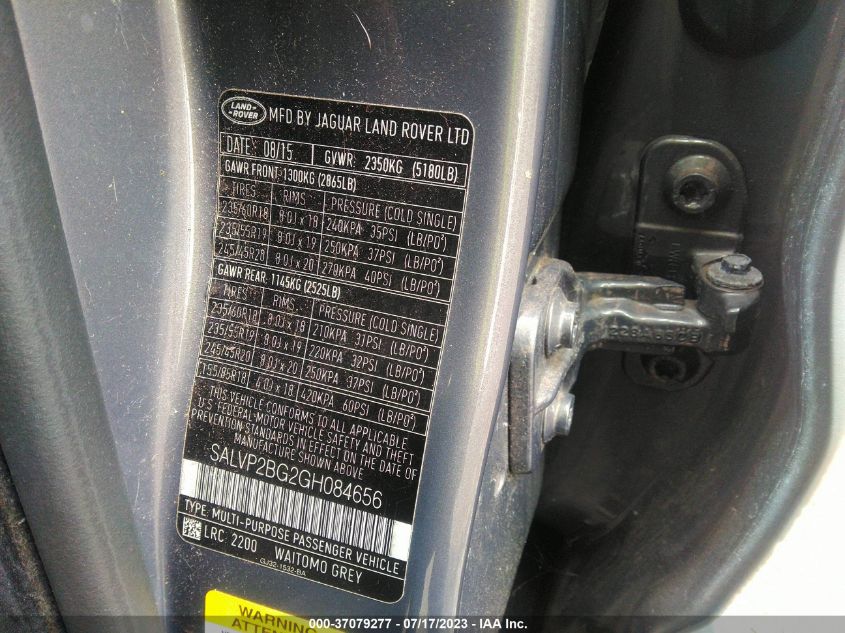 LAND-
-ROVER
MFD BY JAGUAR LAND ROVER LTD
DATE: 08/15 GVWR: 2350KG (5180LB)
GAWR FRONT: 1300KG (2865LB)
TIRES RIMS PRESSURE (COLD SINGLE)
235/60R18 8.0J x 18 240KPA 35PSI (LB/PO²)
235/55R19 8.0J x 19 250KPA 37PSI (LB/PO²)
245/45R20 8.0J x 20 279KPA 40PSI (LB/PO²)
GAWR REAR: 1145KG (2525LB)
TIRES RIMS PRESSURE (COLD SINGLE)
235/60R18 8.0J x 18 210KPA 31PSI (LB/PO²)
235/55R19 8.0J x 19 220KPA 32PSI (LB/PO²)
245/45R20 8.0J x 20 250KPA 37PSI (LB/PO²)
155/85R18 4.0J x 18 420KPA 60PSI (LB/PO²)
THIS VEHICLE CONFORMS TO ALL APPLICABLE
U.S. FEDERAL MOTOR VEHICLE SAFETY AND THEFT
PREVENTION STANDARDS IN EFFECT ON THE DATE OF
MANUFACTURE SHOWN ABOVE
SALVP2BG2GH084656
TYPE: MULTI-PURPOSE PASSENGER VEHICLE
LRC: 2200 WAITOMO GREY
GJ32-1532-BA
WARNING
000-37079277 - 07/17/2023 - IAA Inc.